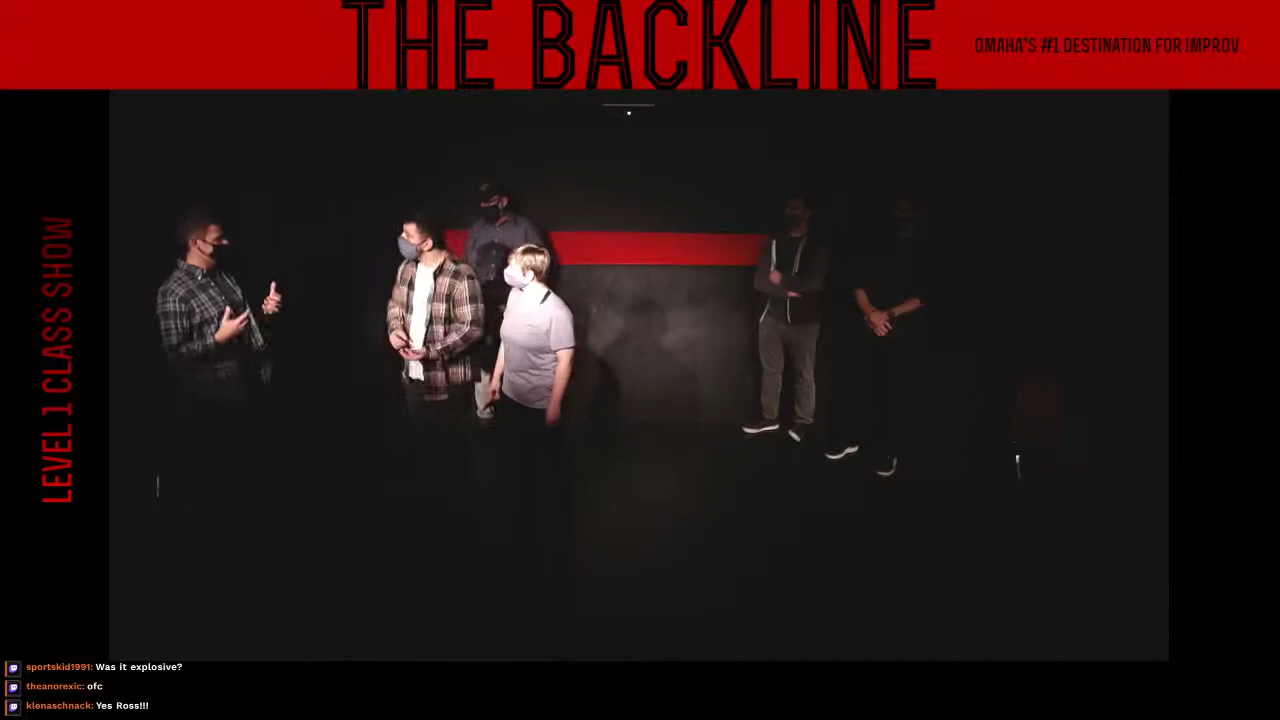 THE BACKLINE
OMAHA'S #1 DESTINATION FOR IMPROV
LEVEL 1 CLASS SHOW
sportskid1991: Was it explosive?
theanorexic: ofc
klenaschnack: Yes Ross!!!